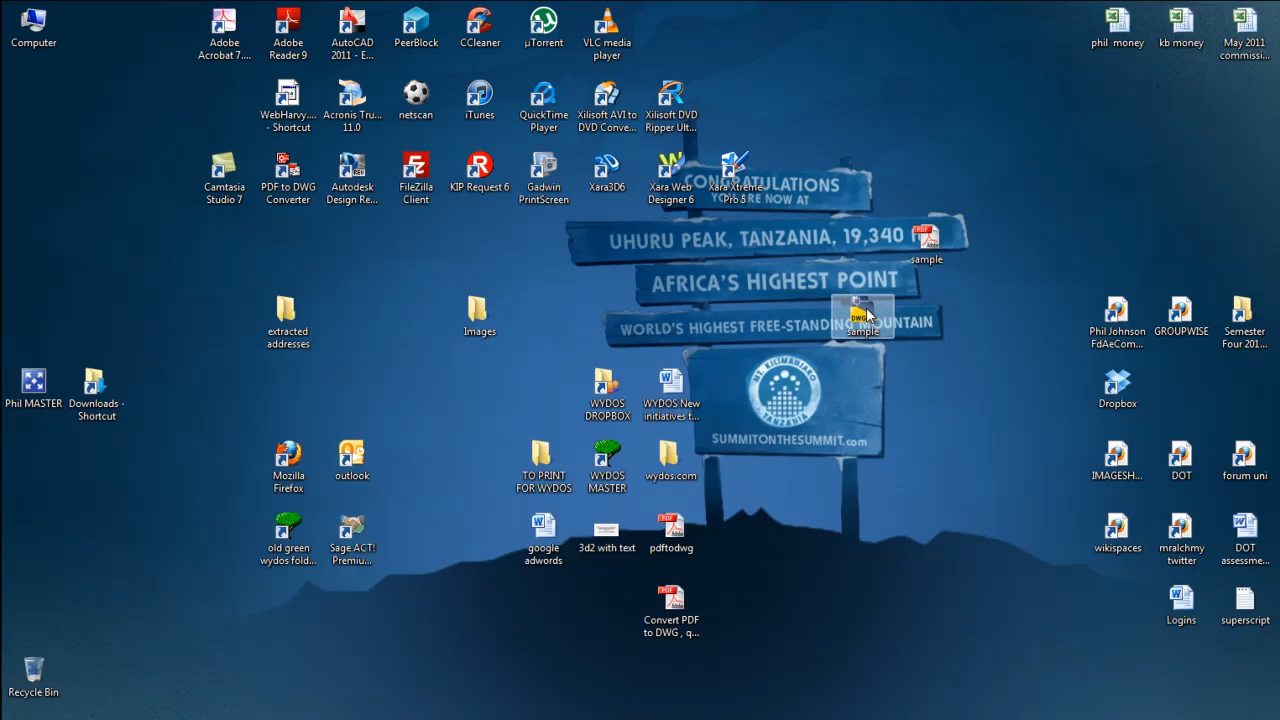 Computer
Adobe
Acrobat 7....
Adobe
Reader 9
AutoCAD
2011 - E...
PeerBlock
CCleaner
µTorrent
VLC media
player
phil money
kb money
May 2011
commissi...
WebHarvy....
- Shortcut
Acronis Tru...
11.0
netscan
iTunes
QuickTime
Player
Xilisoft AVI to
DVD Conve...
Xilisoft DVD
Ripper Ult...
Camtasia
Studio 7
PDF to DWG
Converter
Autodesk
Design Re...
FileZilla
Client
KIP Request 6
Gadwin
PrintScreen
Xara3D6
Xara Web
Designer 6
Xara Xtreme
Pro 5
CONGRATULATIONS
YOU ARE NOW AT
UHURU PEAK, TANZANIA, 19,340
sample
AFRICA'S HIGHEST POINT
WORLD'S HIGHEST FREE-STANDING MOUNTAIN
DWG
sample
extracted
addresses
Images
Phil Johnson
FdAeCom...
GROUPWISE
Semester
Four 201...
MT. KILIMANJARO
TANZANIA
SUMMITONTHESUMMIT.com
Phil MASTER
Downloads -
Shortcut
WYDOS
DROPBOX
WYDOS New
initiatives t...
Dropbox
Mozilla
Firefox
outlook
TO PRINT
FOR WYDOS
WYDOS
MASTER
wydos.com
IMAGESH...
DOT
forum uni
old green
wydos fold...
Sage ACT!
Premiu...
google
adwords
3d2 with text
pdftodwg
wikispaces
mralchmy
twitter
DOT
assessme...
Convert PDF
to DWG , q...
Logins
superscript
Recycle Bin